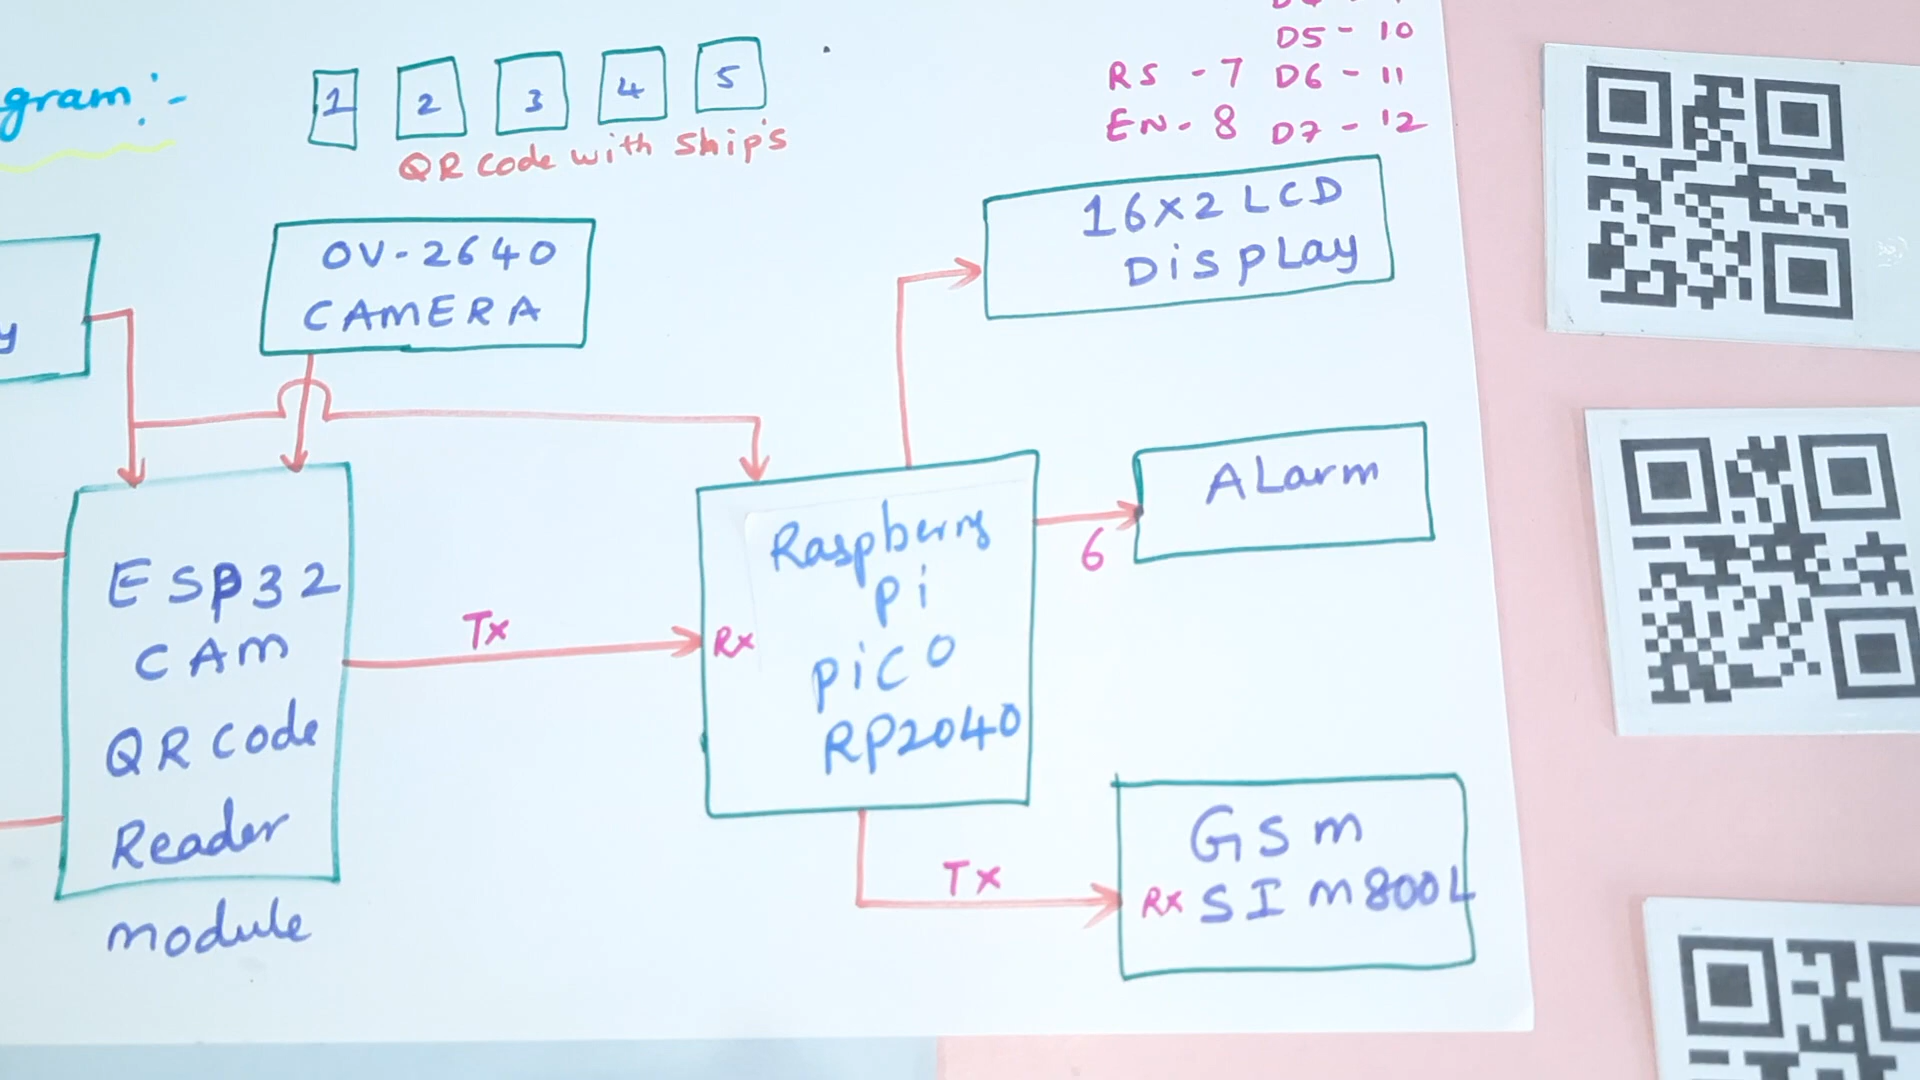 gram :-
1 2 3 4 5
QR code with ship's
D5 - 10
RS - 7 D6 - 11
EN - 8 D7 - 12
OV-2640
CAMERA
16x2 LCD
Display
y
ALarm
6
ESP32
CAM
QR code
Reader
module
Tx
Rx
Raspberry
Pi
pico
RP2040
Tx
Rx
GSm
SIm800L